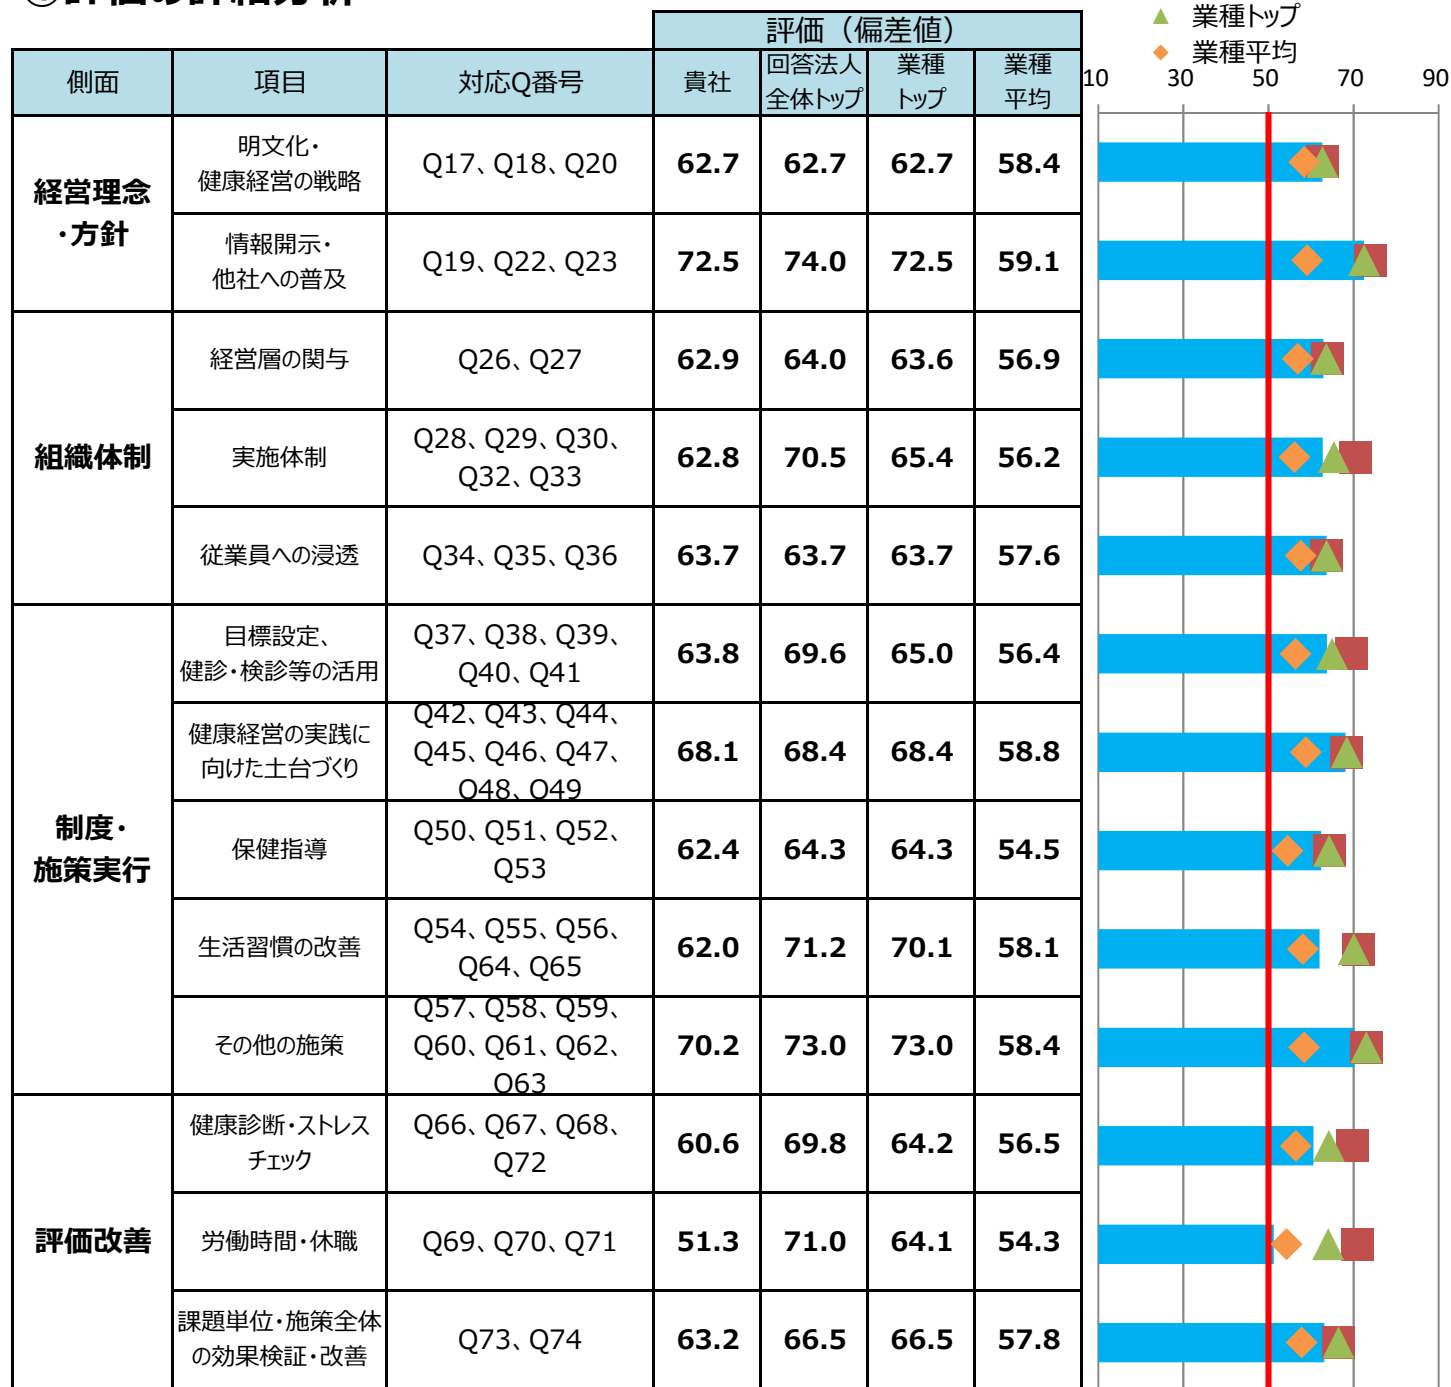 ①評価の詳細分析
▲ 業種トップ
◆ 業種平均
評価（偏差値）
側面 項目 対応Q番号 貴社 回答法人 業種 業種
全体トップ トップ 平均
10 30 50 70 90
経営理念
・方針
明文化・
健康経営の戦略
Q17、Q18、Q20 62.7 62.7 62.7 58.4
情報開示・
他社への普及
Q19、Q22、Q23 72.5 74.0 72.5 59.1
組織体制
経営層の関与 Q26、Q27 62.9 64.0 63.6 56.9
実施体制
Q28、Q29、Q30、
Q32、Q33
62.8 70.5 65.4 56.2
従業員への浸透 Q34、Q35、Q36 63.7 63.7 63.7 57.6
制度・
施策実行
目標設定、
健診・検診等の活用
Q37、Q38、Q39、
Q40、Q41
63.8 69.6 65.0 56.4
健康経営の実践に
向けた土台づくり
Q42、Q43、Q44、
Q45、Q46、Q47、
Q48、Q49
68.1 68.4 68.4 58.8
保健指導
Q50、Q51、Q52、
Q53
62.4 64.3 64.3 54.5
生活習慣の改善
Q54、Q55、Q56、
Q64、Q65
62.0 71.2 70.1 58.1
その他の施策
Q57、Q58、Q59、
Q60、Q61、Q62、
Q63
70.2 73.0 73.0 58.4
評価改善
健康診断・ストレス
チェック
Q66、Q67、Q68、
Q72
60.6 69.8 64.2 56.5
労働時間・休職 Q69、Q70、Q71 51.3 71.0 64.1 54.3
課題単位・施策全体
の効果検証・改善
Q73、Q74 63.2 66.5 66.5 57.8